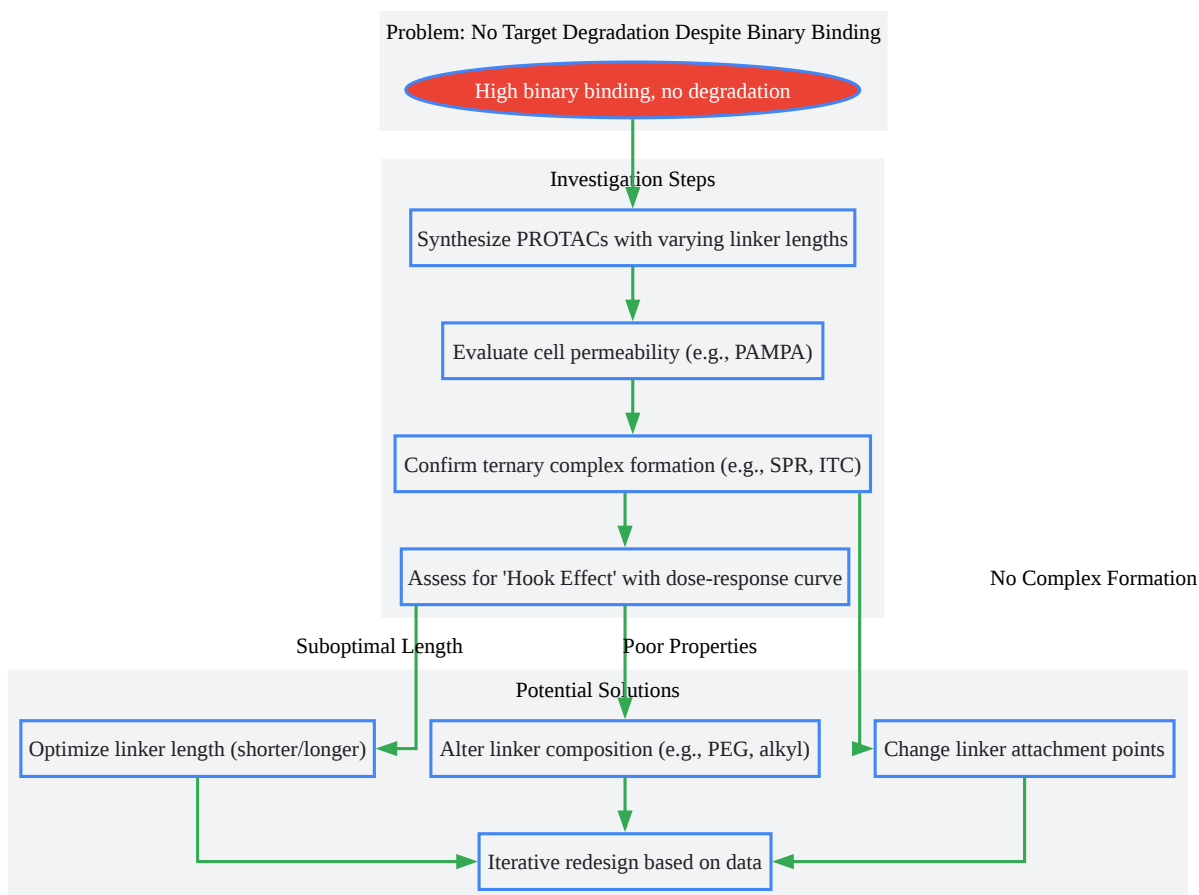 Problem: No Target Degradation Despite Binary Binding
High binary binding, no degradation
Investigation Steps
Synthesize PROTACs with varying linker lengths
Evaluate cell permeability (e.g., PAMPA)
Confirm ternary complex formation (e.g., SPR, ITC)
Assess for 'Hook Effect' with dose-response curve
No Complex Formation
Suboptimal Length
Poor Properties
Potential Solutions
Optimize linker length (shorter/longer)
Alter linker composition (e.g., PEG, alkyl)
Change linker attachment points
Iterative redesign based on data